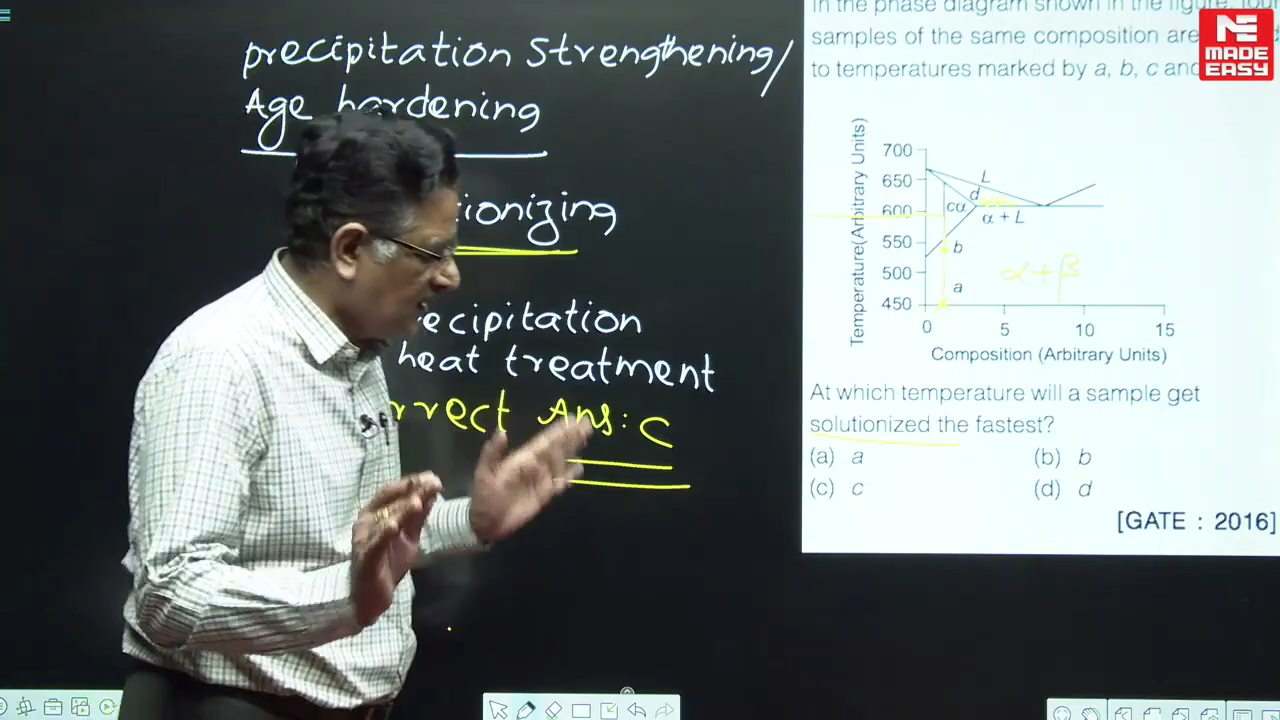 precipitation Strengthening/
Age hardening
ionizing
ecipitation
heat treatment
rrect Ans: C
In the phase diagram shown in the figure, four
samples of the same composition are
to temperatures marked by a, b, c and
ME
MADE
EASY
Temperature(Arbitrary Units)
700
650
600
550
500
450
L
d
cα
α + L
b
a
α+β
0
5
10
15
Composition (Arbitrary Units)
At which temperature will a sample get
solutionized the fastest?
(a) a
(b) b
(c) c
(d) d
[GATE : 2016]